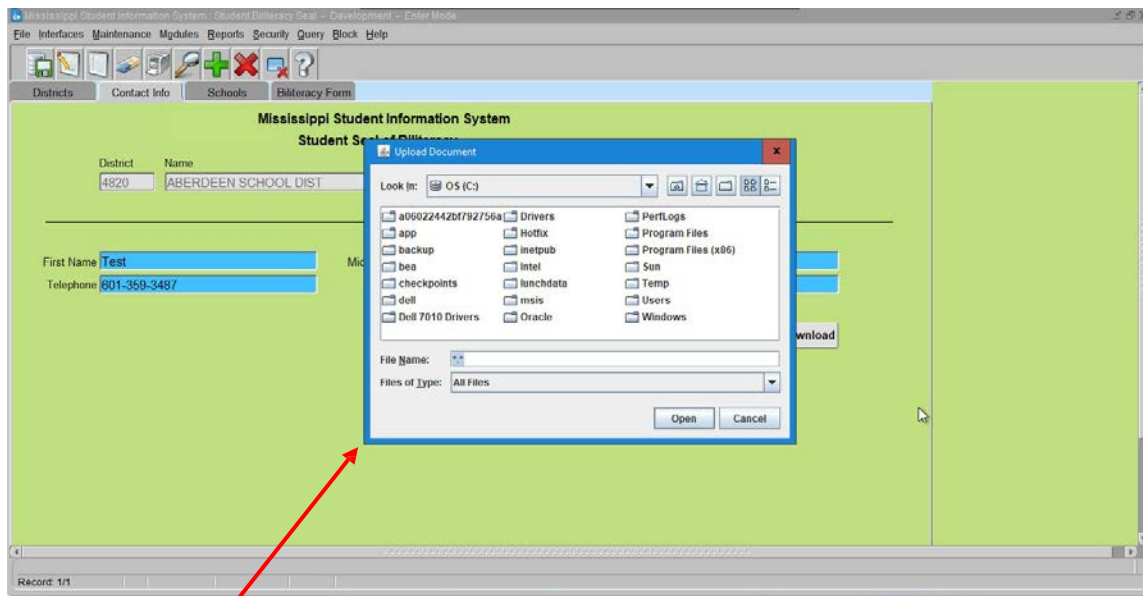 Mississippi Student Information System: Student Biliteracy Seal - Development - Enter Mode
File Interfaces Maintenance Modules Reports Security Query Block Help
Districts Contact Info Schools Biliteracy Form
Mississippi Student Information System
Student Seal of Biliteracy
Upload Document
District Name
4820 ABERDEEN SCHOOL DIST
Look In: OS (C:)
a06022442bf792756a Drivers PerfLogs
app Hotfix Program Files
backup inetpub Program Files (x86)
bea Intel Sun
checkpoints lunchdata Temp
dell msis Users
Dell 7010 Drivers Oracle Windows
First Name Test Mid
Telephone 601-359-3487
wnload
File Name: *.*
Files of Type: All Files
Open Cancel
Record: 1/1